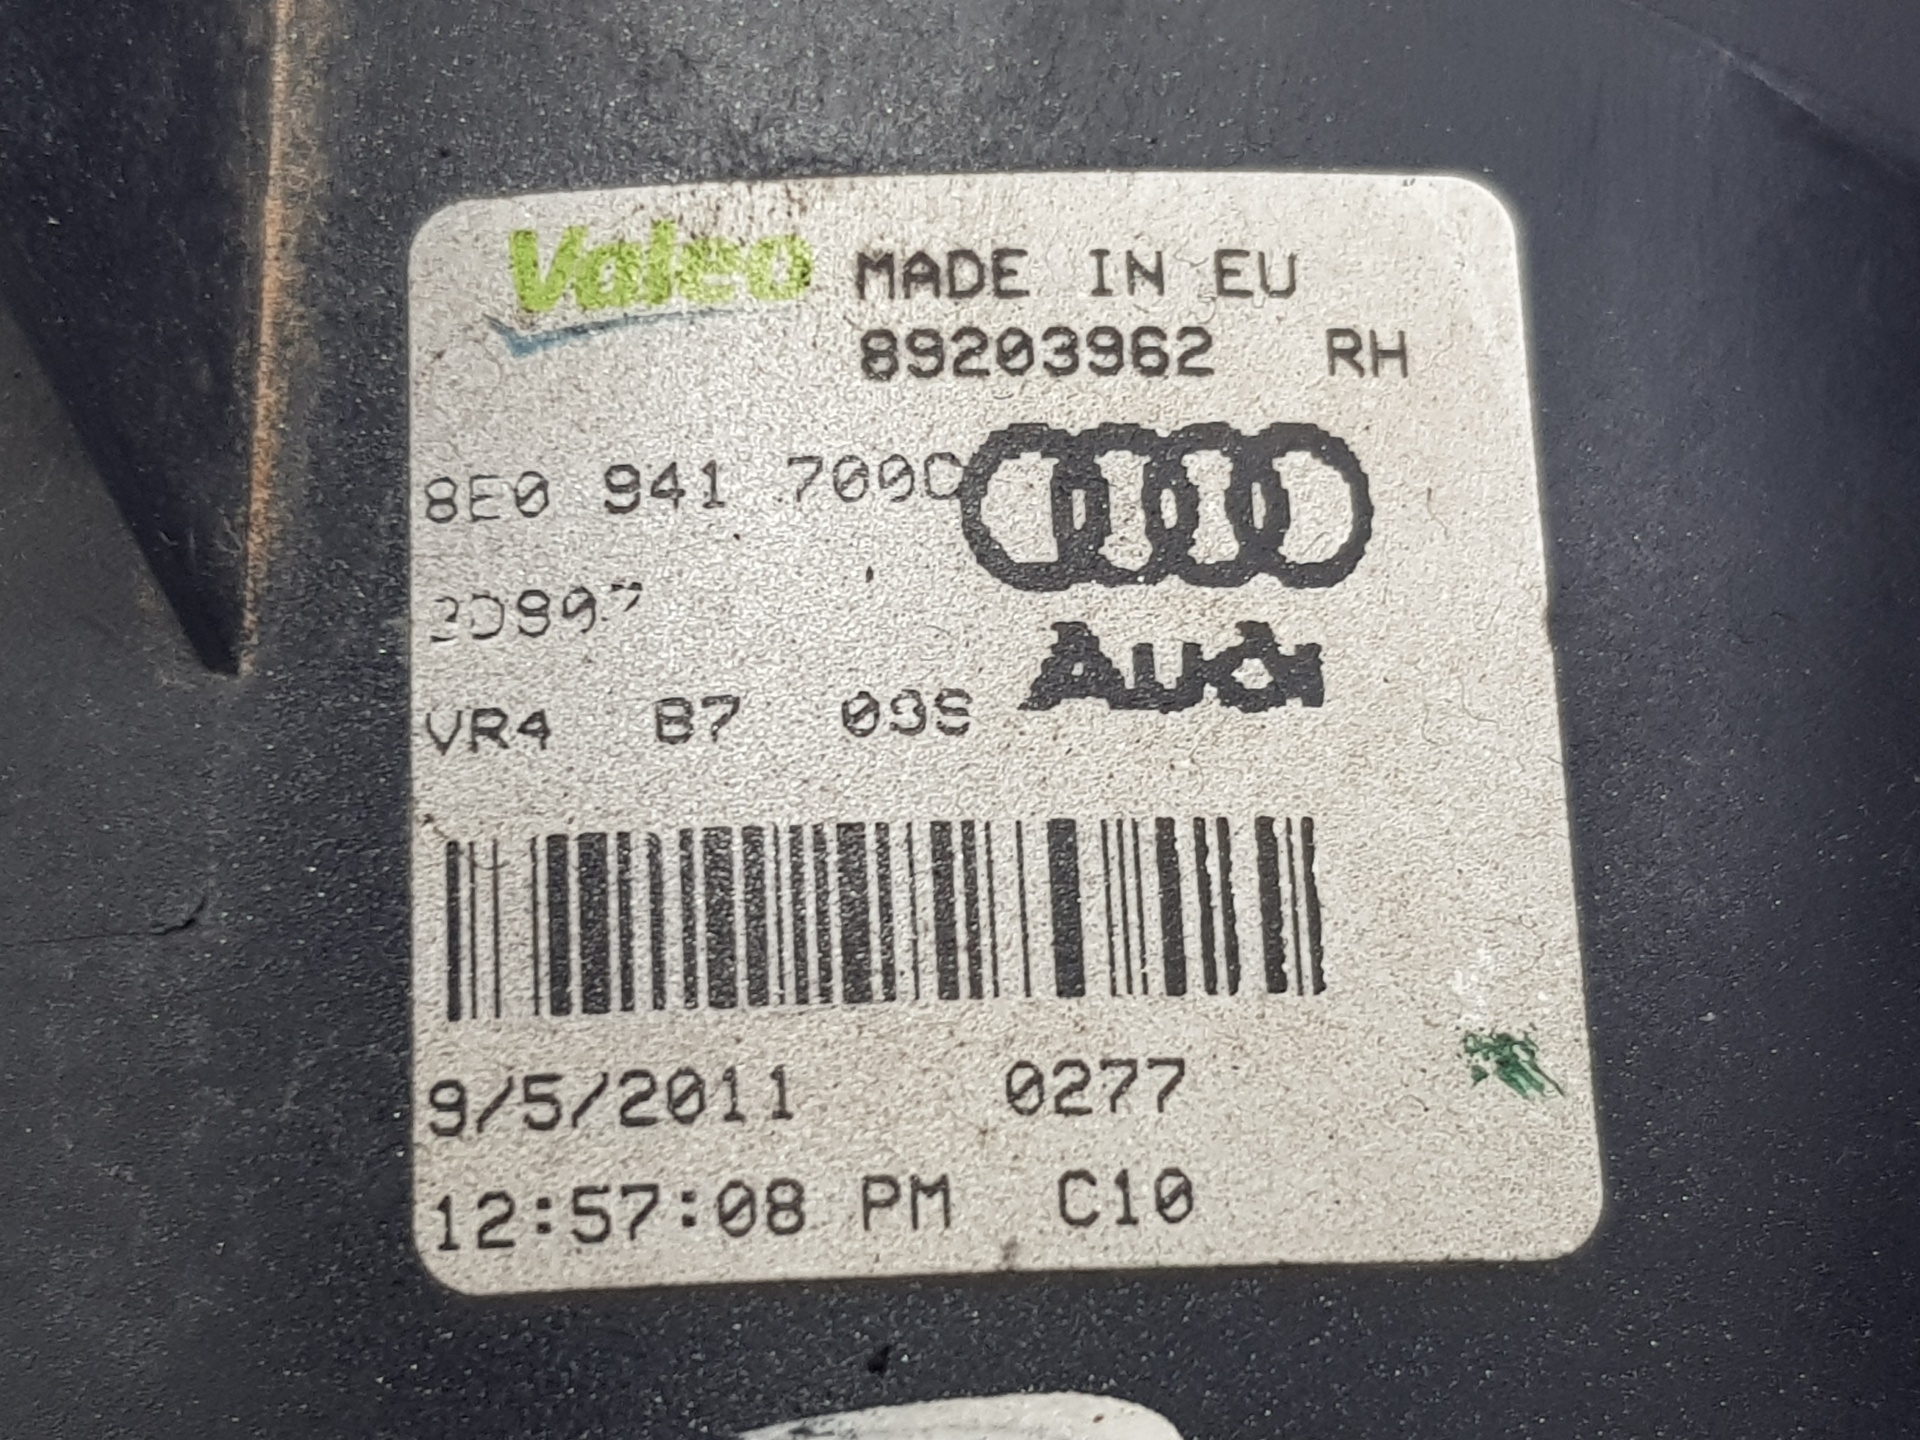 Valeo MADE IN EU
89203962 RH
8E0 941 700C
Audi
VR4 B7 09S
9/5/2011 0277
12:57:08 PM C10